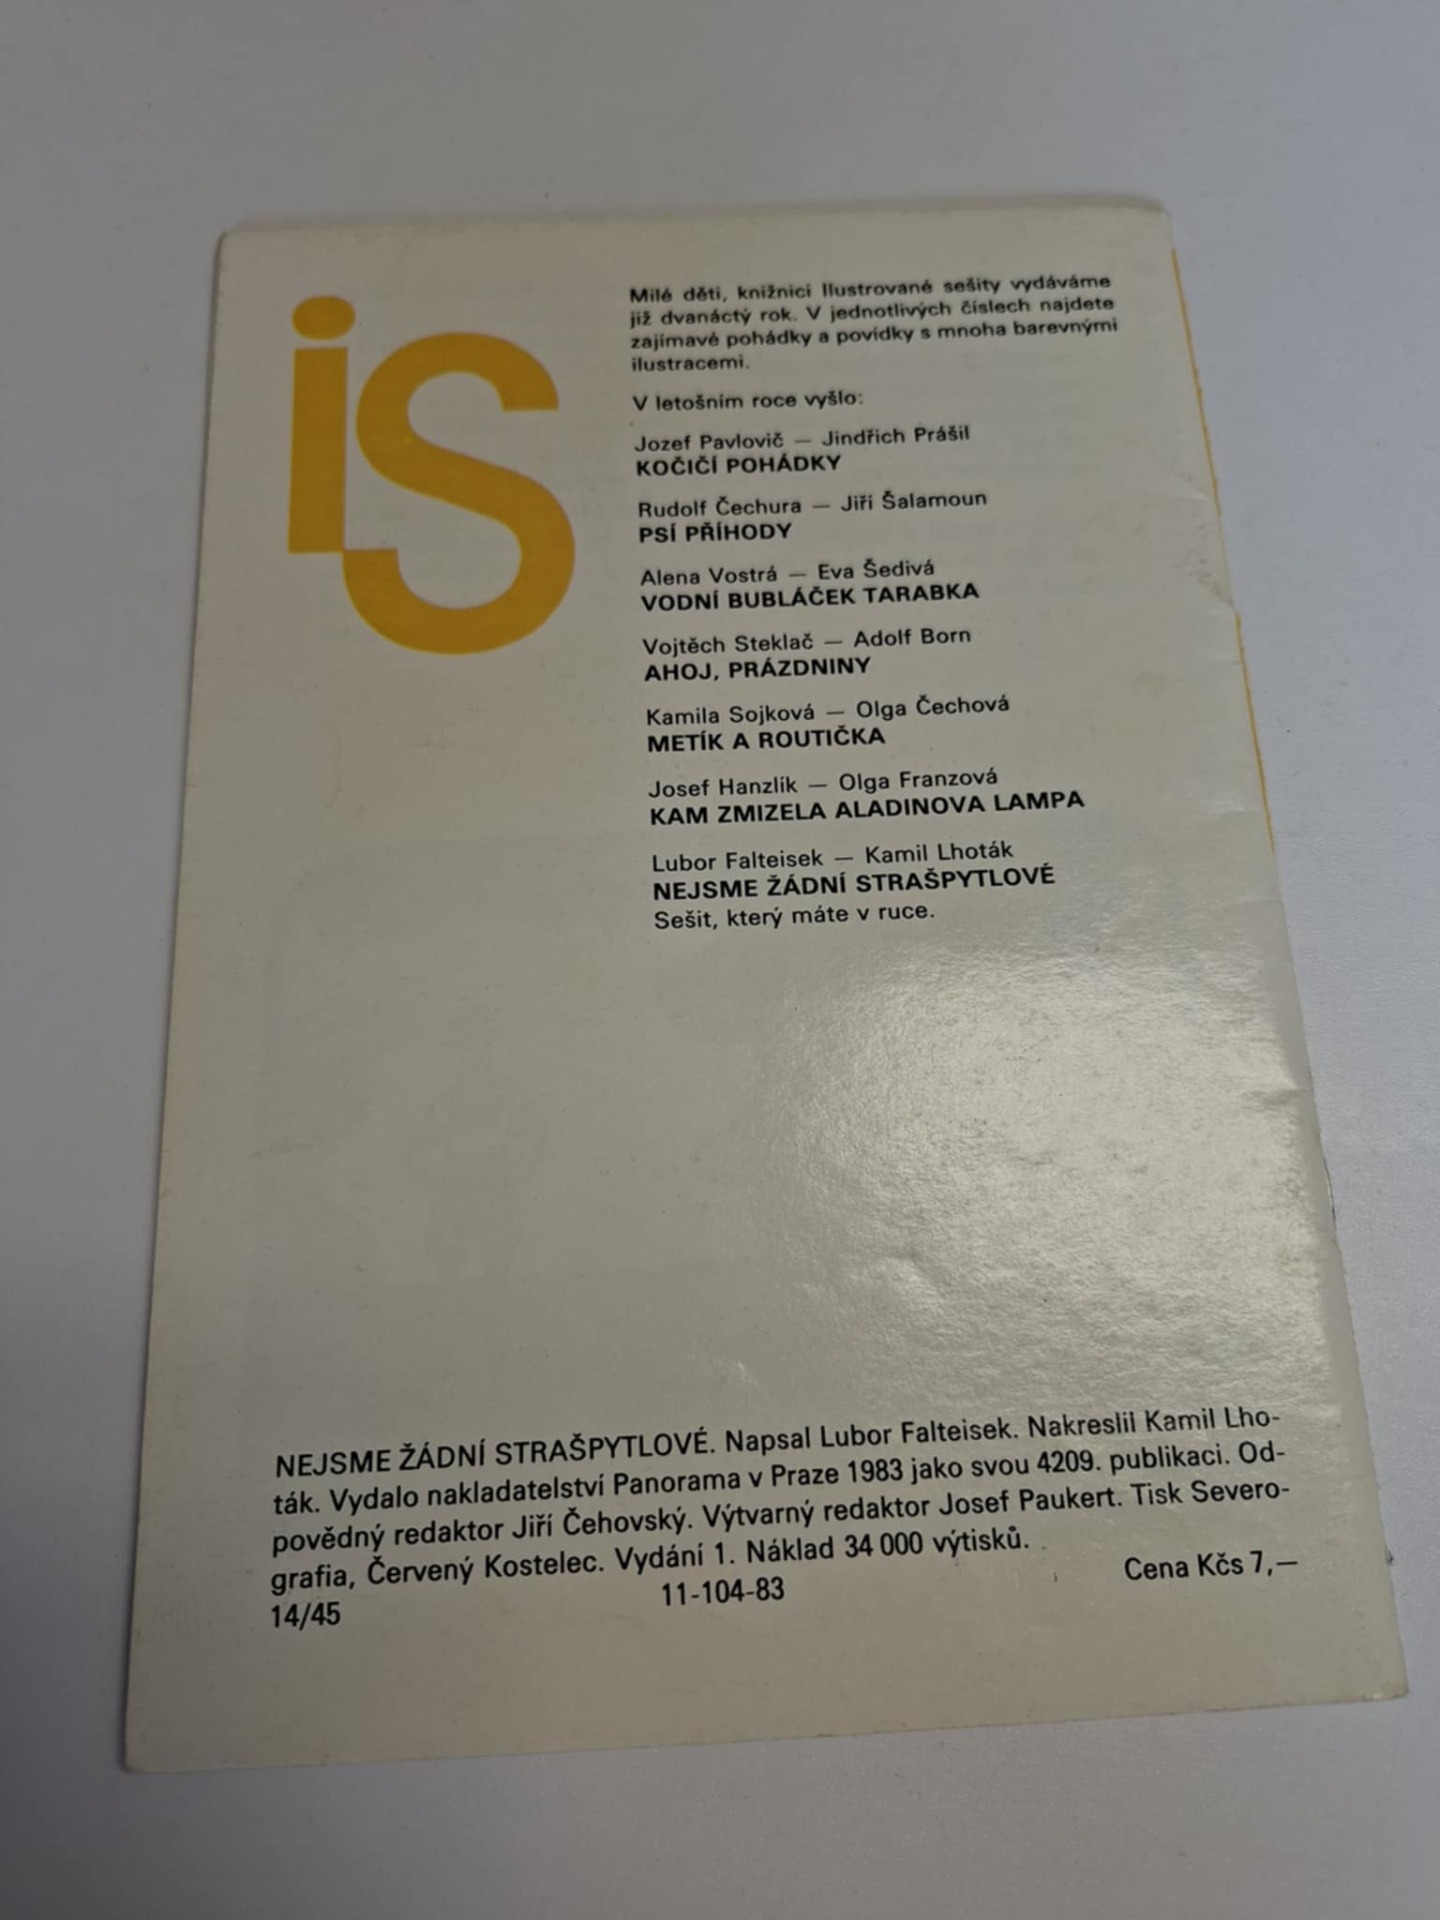 iS
Milé děti, knižnici Ilustrované sešity vydáváme
již dvanáctý rok. V jednotlivých číslech najdete
zajímavé pohádky a povídky s mnoha barevnými
ilustracemi.
V letošním roce vyšlo:
Jozef Pavlovič — Jindřich Prášil
KOČIČÍ POHÁDKY
Rudolf Čechura — Jiří Šalamoun
PSÍ PŘÍHODY
Alena Vostrá — Eva Šedivá
VODNÍ BUBLÁČEK TARABKA
Vojtěch Steklač — Adolf Born
AHOJ, PRÁZDNINY
Kamila Sojková — Olga Čechová
METÍK A ROUTIČKA
Josef Hanzlík — Olga Franzová
KAM ZMIZELA ALADINOVA LAMPA
Lubor Falteisek — Kamil Lhoták
NEJSME ŽÁDNÍ STRAŠPYTLOVÉ
Sešit, který máte v ruce.
NEJSME ŽÁDNÍ STRAŠPYTLOVÉ. Napsal Lubor Falteisek. Nakreslil Kamil Lho-
ták. Vydalo nakladatelství Panorama v Praze 1983 jako svou 4209. publikaci. Od-
povědný redaktor Jiří Čehovský. Výtvarný redaktor Josef Paukert. Tisk Severo-
grafia, Červený Kostelec. Vydání 1. Náklad 34 000 výtisků.
14/45 11-104-83 Cena Kčs 7,—